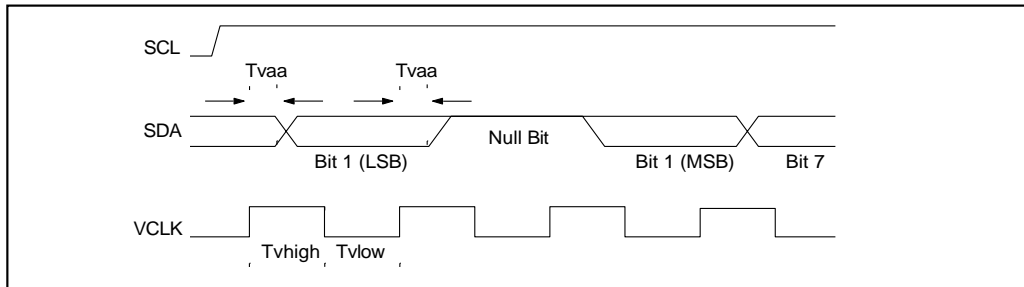 SCL
Tvaa Tvaa
SDA
Null Bit
Bit 1 (LSB) Bit 1 (MSB) Bit 7
VCLK
Tvhigh Tvlow